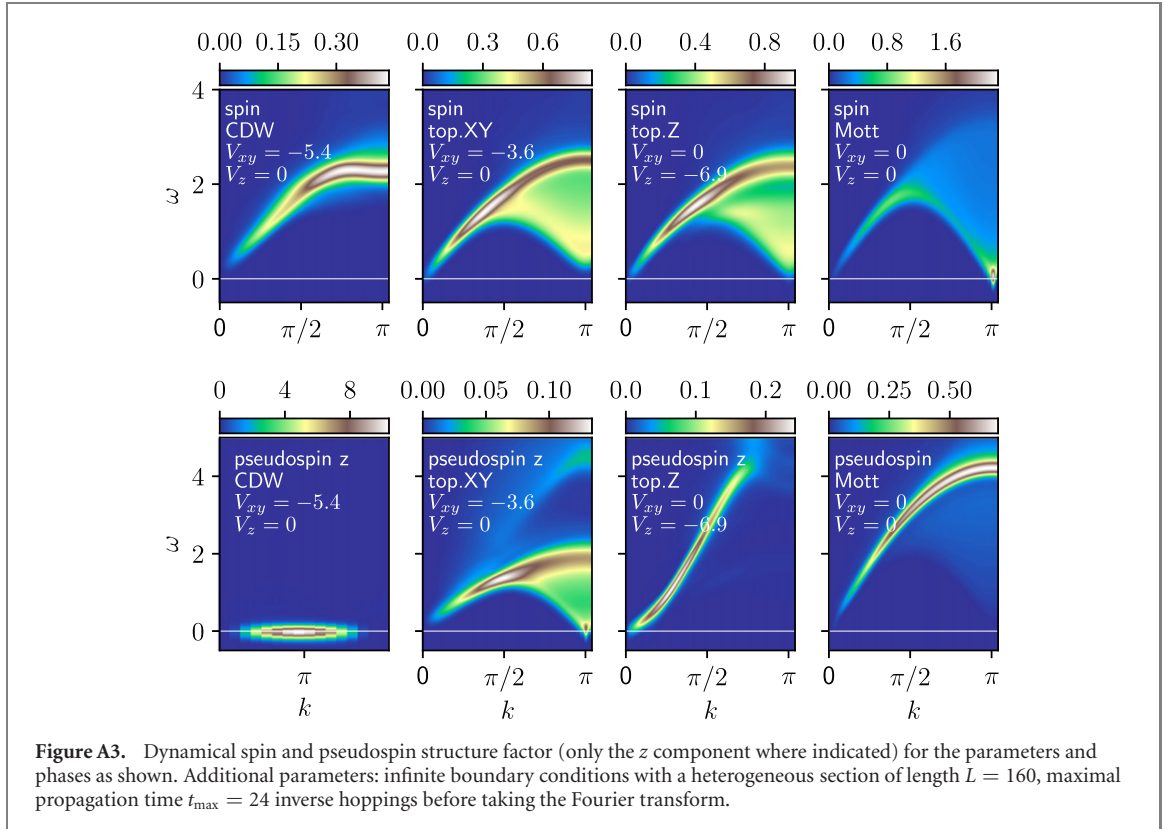 0.00 0.15 0.30 0.0 0.3 0.6 0.0 0.4 0.8 0.0 0.8 1.6
4
2
0
ω
spin
CDW
V_xy = −5.4
V_z = 0
spin
top.XY
V_xy = −3.6
V_z = 0
spin
top.Z
V_xy = 0
V_z = −6.9
spin
Mott
V_xy = 0
V_z = 0
0 π/2 π 0 π/2 π 0 π/2 π 0 π/2 π
0 4 8 0.00 0.05 0.10 0.0 0.1 0.2 0.00 0.25 0.50
4
2
0
ω
pseudospin z
CDW
V_xy = −5.4
V_z = 0
pseudospin z
top.XY
V_xy = −3.6
V_z = 0
pseudospin z
top.Z
V_xy = 0
V_z = −6.9
pseudospin
Mott
V_xy = 0
V_z = 0
π 0 π/2 π 0 π/2 π 0 π/2 π
k k k k
Figure A3. Dynamical spin and pseudospin structure factor (only the z component where indicated) for the parameters and
phases as shown. Additional parameters: infinite boundary conditions with a heterogeneous section of length L = 160, maximal
propagation time t_max = 24 inverse hoppings before taking the Fourier transform.